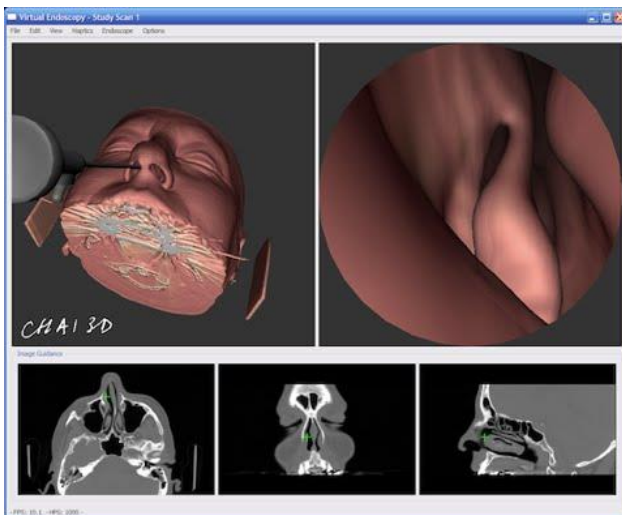 Virtual Endoscopy - Study Scan 1
File Edit View Haptics Endoscope Options
CHAI 3D
Image Guidance